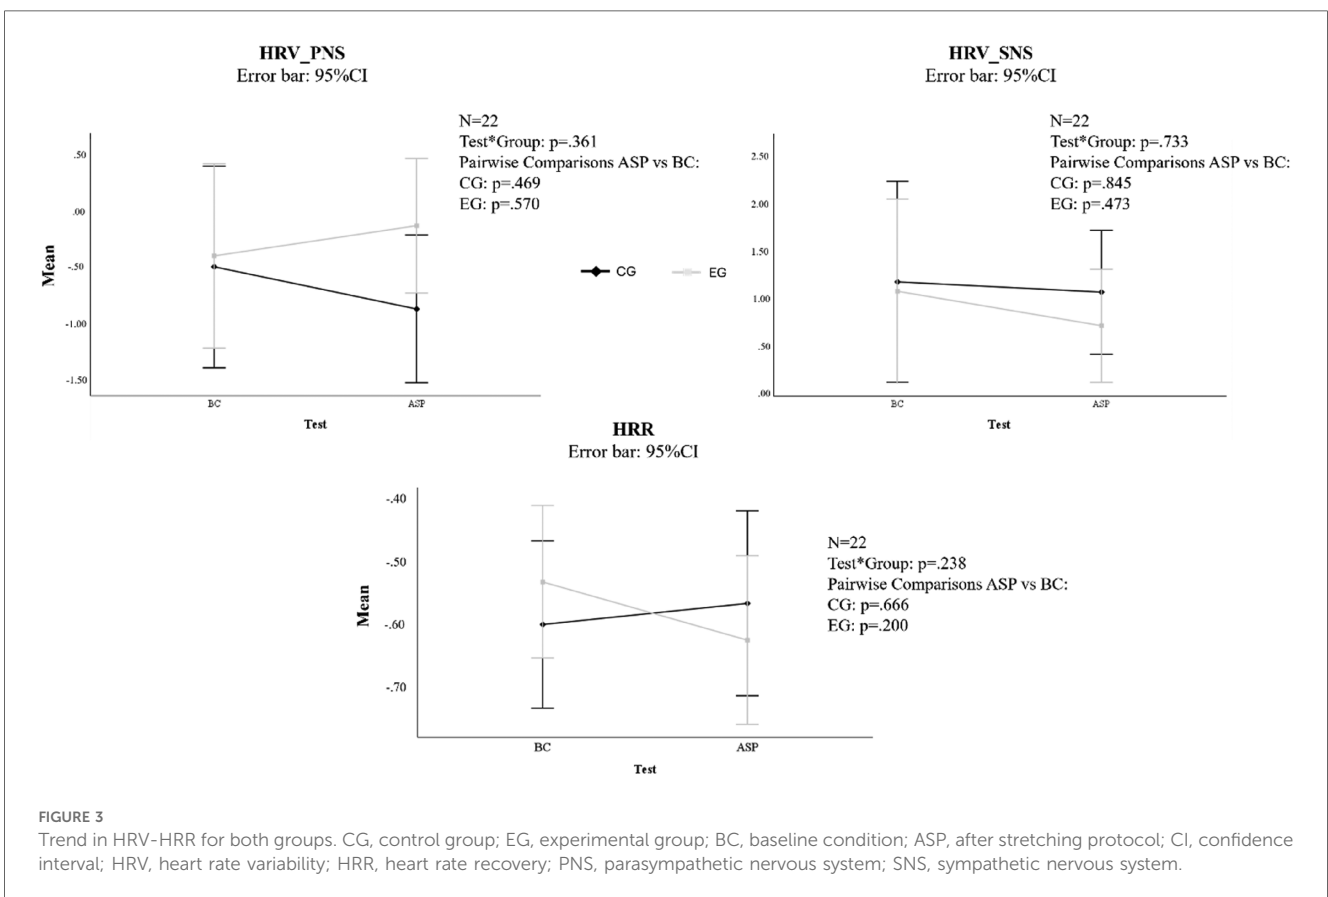 HRV_PNS
Error bar: 95%CI
N=22
Test*Group: p=.361
Pairwise Comparisons ASP vs BC:
CG: p=.469
EG: p=.570
.50
.00
-.50
-1.00
-1.50
Mean
BC
ASP
Test
CG
EG
HRV_SNS
Error bar: 95%CI
N=22
Test*Group: p=.733
Pairwise Comparisons ASP vs BC:
CG: p=.845
EG: p=.473
2.50
2.00
1.50
1.00
.50
.00
Mean
BC
ASP
Test
HRR
Error bar: 95%CI
-.40
-.50
-.60
-.70
Mean
N=22
Test*Group: p=.238
Pairwise Comparisons ASP vs BC:
CG: p=.666
EG: p=.200
BC
ASP
Test
FIGURE 3
Trend in HRV-HRR for both groups. CG, control group; EG, experimental group; BC, baseline condition; ASP, after stretching protocol; CI, confidence
interval; HRV, heart rate variability; HRR, heart rate recovery; PNS, parasympathetic nervous system; SNS, sympathetic nervous system.